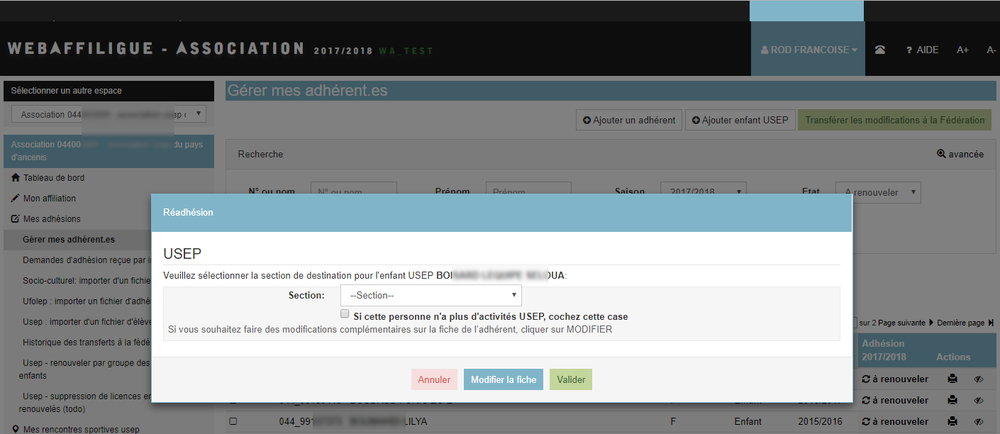 WEBAFFILIGUE - ASSOCIATION 2017/2018 WA_TEST
ROD FRANCOISE
? AIDE
A+
A-
Sélectionner un autre espace
Association 044 ep
Association 04400 du pays
d'ancenis
Tableau de bord
Mon affiliation
Mes adhésions
Gérer mes adhérent.es
Demandes d'adhésion reçue par
Socio-culturel: importer d'un fichie
Ufolep : importer un fichier d'adhé
Usep : importer d'un fichier d'élève
Historique des transferts à la fédé
Usep - renouveler par groupe des
enfants
Usep - suppression de licences en
renouvelés (todo)
Mes rencontres sportives usep
Gérer mes adhérent.es
Ajouter un adhérent
Ajouter enfant USEP
Transférer les modifications à la Fédération
Recherche
avancée
N° ou nom
N° ou nom
Prénom
Prénom
Saison
2017/2018
Etat
A renouveler
Réadhésion
USEP
Veuillez sélectionner la section de destination pour l'enfant USEP OUA:
Section:
--Section--
Si cette personne n'a plus d'activités USEP, cochez cette case
Si vous souhaitez faire des modifications complémentaires sur la fiche de l'adhérent, cliquer sur MODIFIER
Annuler
Modifier la fiche
Valider
sur 2 Page suivante
Dernière page
Adhésion
2017/2018
Actions
à renouveler
à renouveler
044_991 LILYA F Enfant 2015/2016 à renouveler